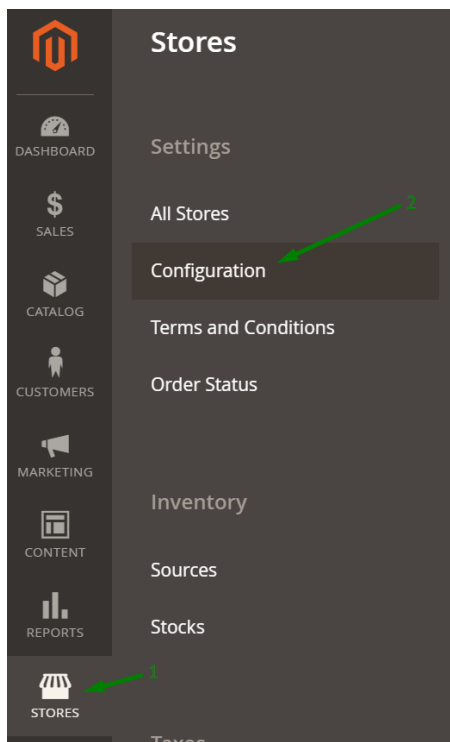 Stores
DASHBOARD
SALES
CATALOG
CUSTOMERS
MARKETING
CONTENT
REPORTS
STORES
Settings
All Stores
2
Configuration
Terms and Conditions
Order Status
Inventory
Sources
Stocks
1
Taxes